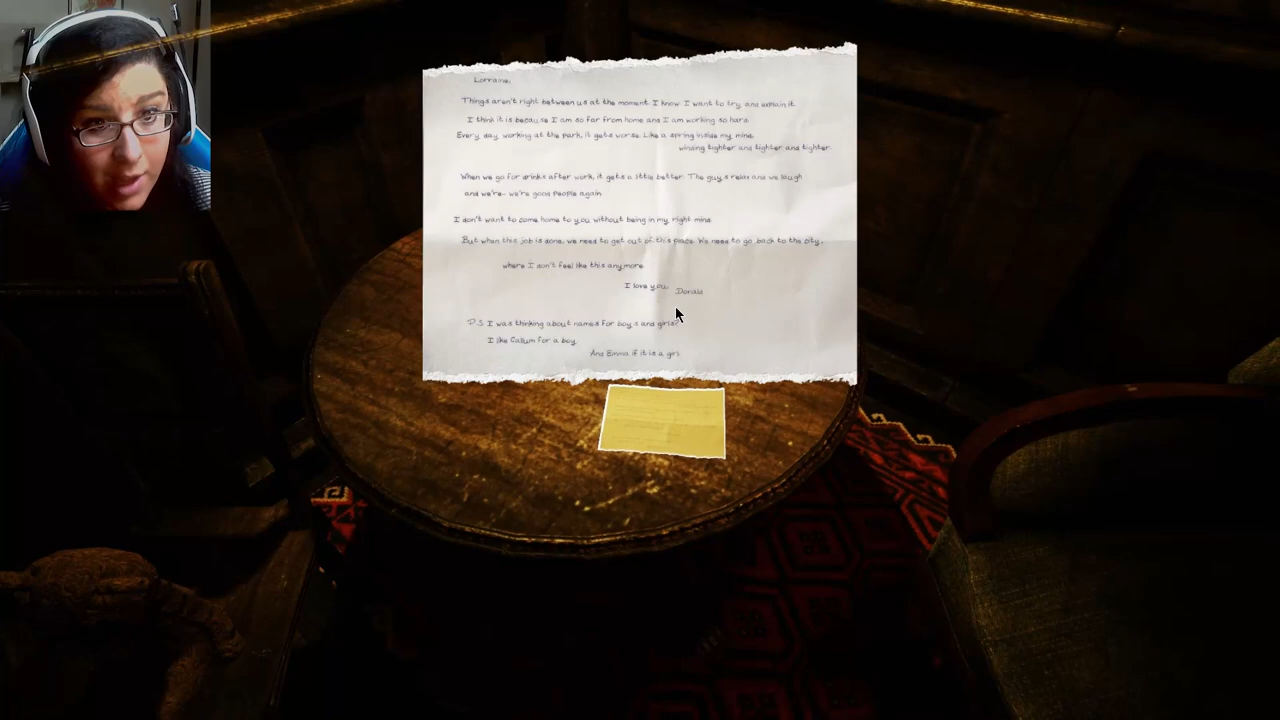 Lorraine,
Things aren't right between us at the moment I know I want to try and explain it
I think it is because I am so far from home and I am working so hard
Every day, working at the park, it gets worse. Like a spring inside my mind
winding tighter and tighter and tighter.
When we go for drinks after work, it gets a little better. The guys relax and we laugh
and we're- we're good people again
I don't want to come home to you without being in my right mind
But when this job is done, we need to get out of this place. We need to go back to the city,
where I don't feel like this anymore
I love you
Donald
P.S. I was thinking about names for boys and girls?
I like Callum for a boy
And Emma if it is a girl